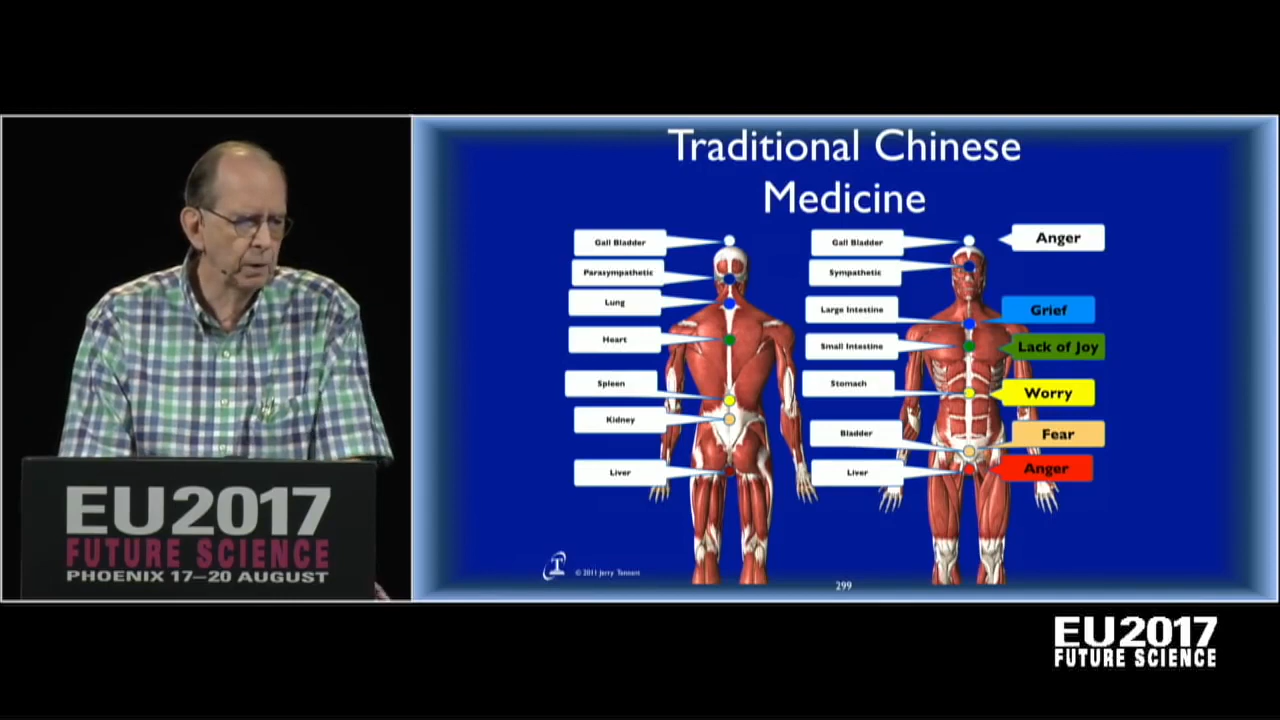 Traditional Chinese
Medicine
Gall Bladder
Parasympathetic
Lung
Heart
Spleen
Kidney
Liver
Gall Bladder
Sympathetic
Large Intestine
Small Intestine
Stomach
Bladder
Liver
Anger
Grief
Lack of Joy
Worry
Fear
Anger
T
© 2011 Jerry Tennant
299
EU2017
FUTURE SCIENCE
PHOENIX 17–20 AUGUST
EU2017
FUTURE SCIENCE